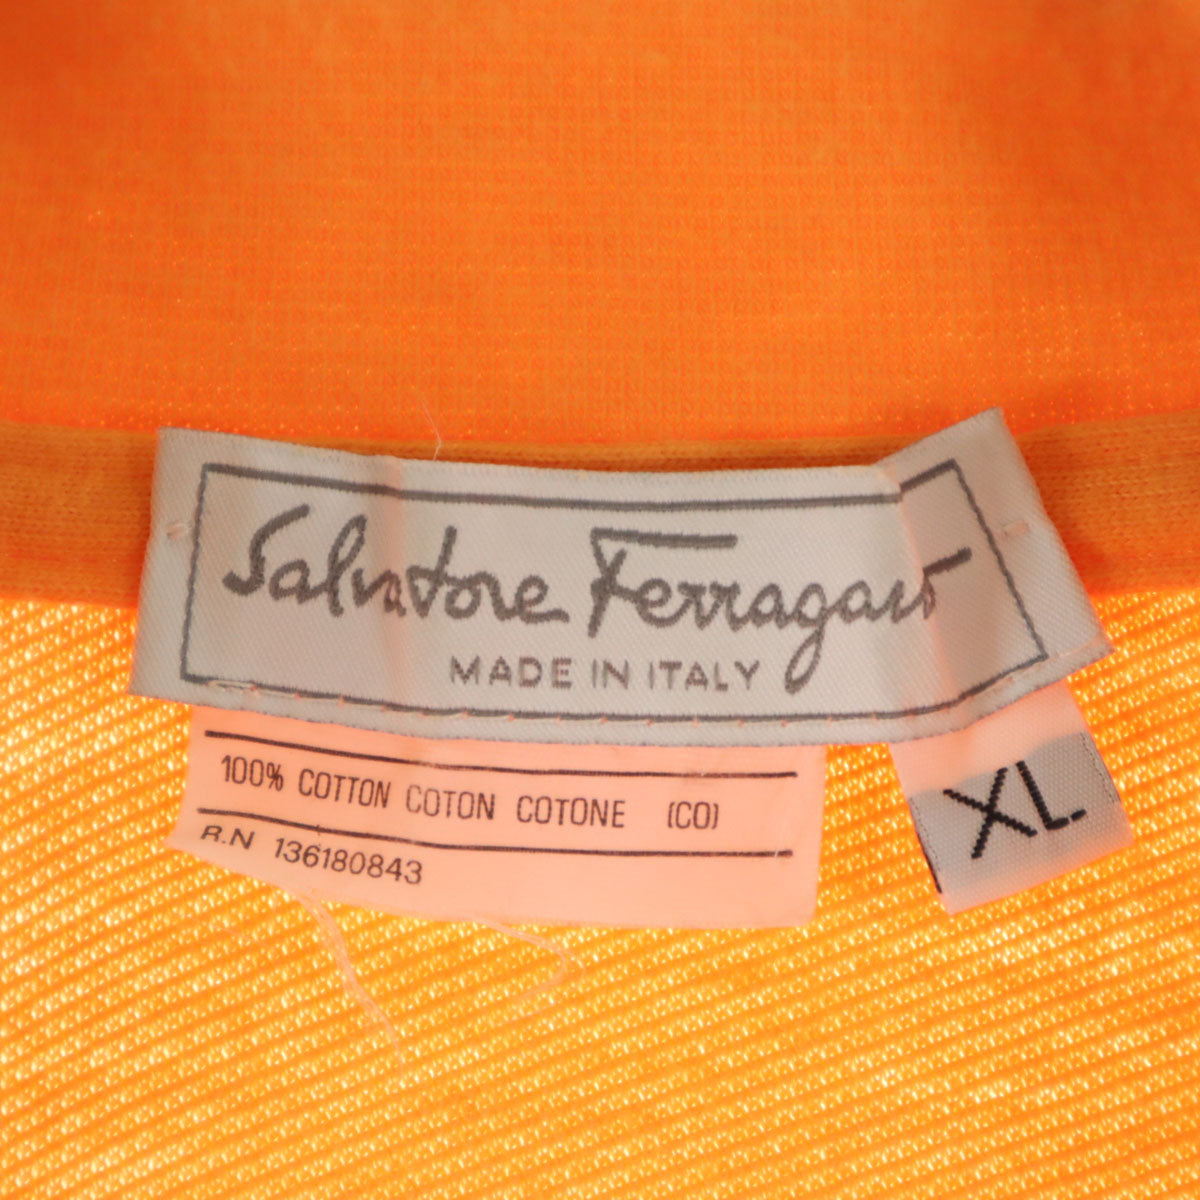 Salvatore Ferragamo
MADE IN ITALY
100% COTTON COTON COTONE (CO)
R.N 136180843
XL